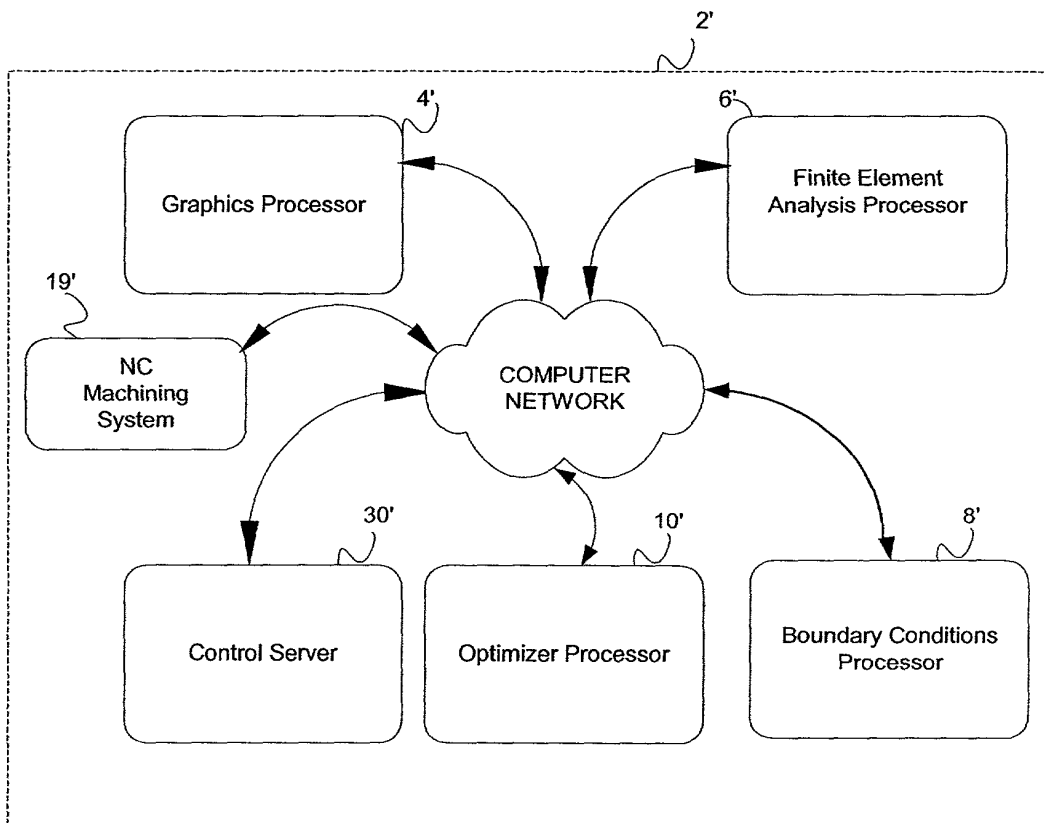 2'
4'
6'
Graphics Processor
Finite Element
Analysis Processor
19'
NC
Machining
System
COMPUTER
NETWORK
30'
10'
8'
Control Server
Optimizer Processor
Boundary Conditions
Processor